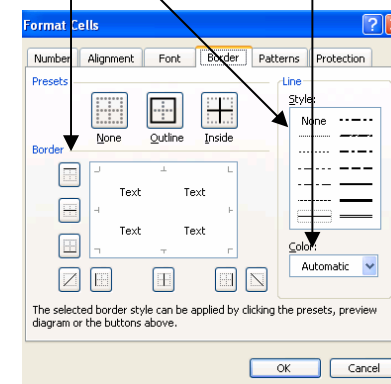 Format Cells
Number Alignment Font Border Patterns Protection
Presets
Line
Style:
None
None Outline Inside
Border
Text Text
Text Text
Color:
Automatic
The selected border style can be applied by clicking the presets, preview
diagram or the buttons above.
OK Cancel